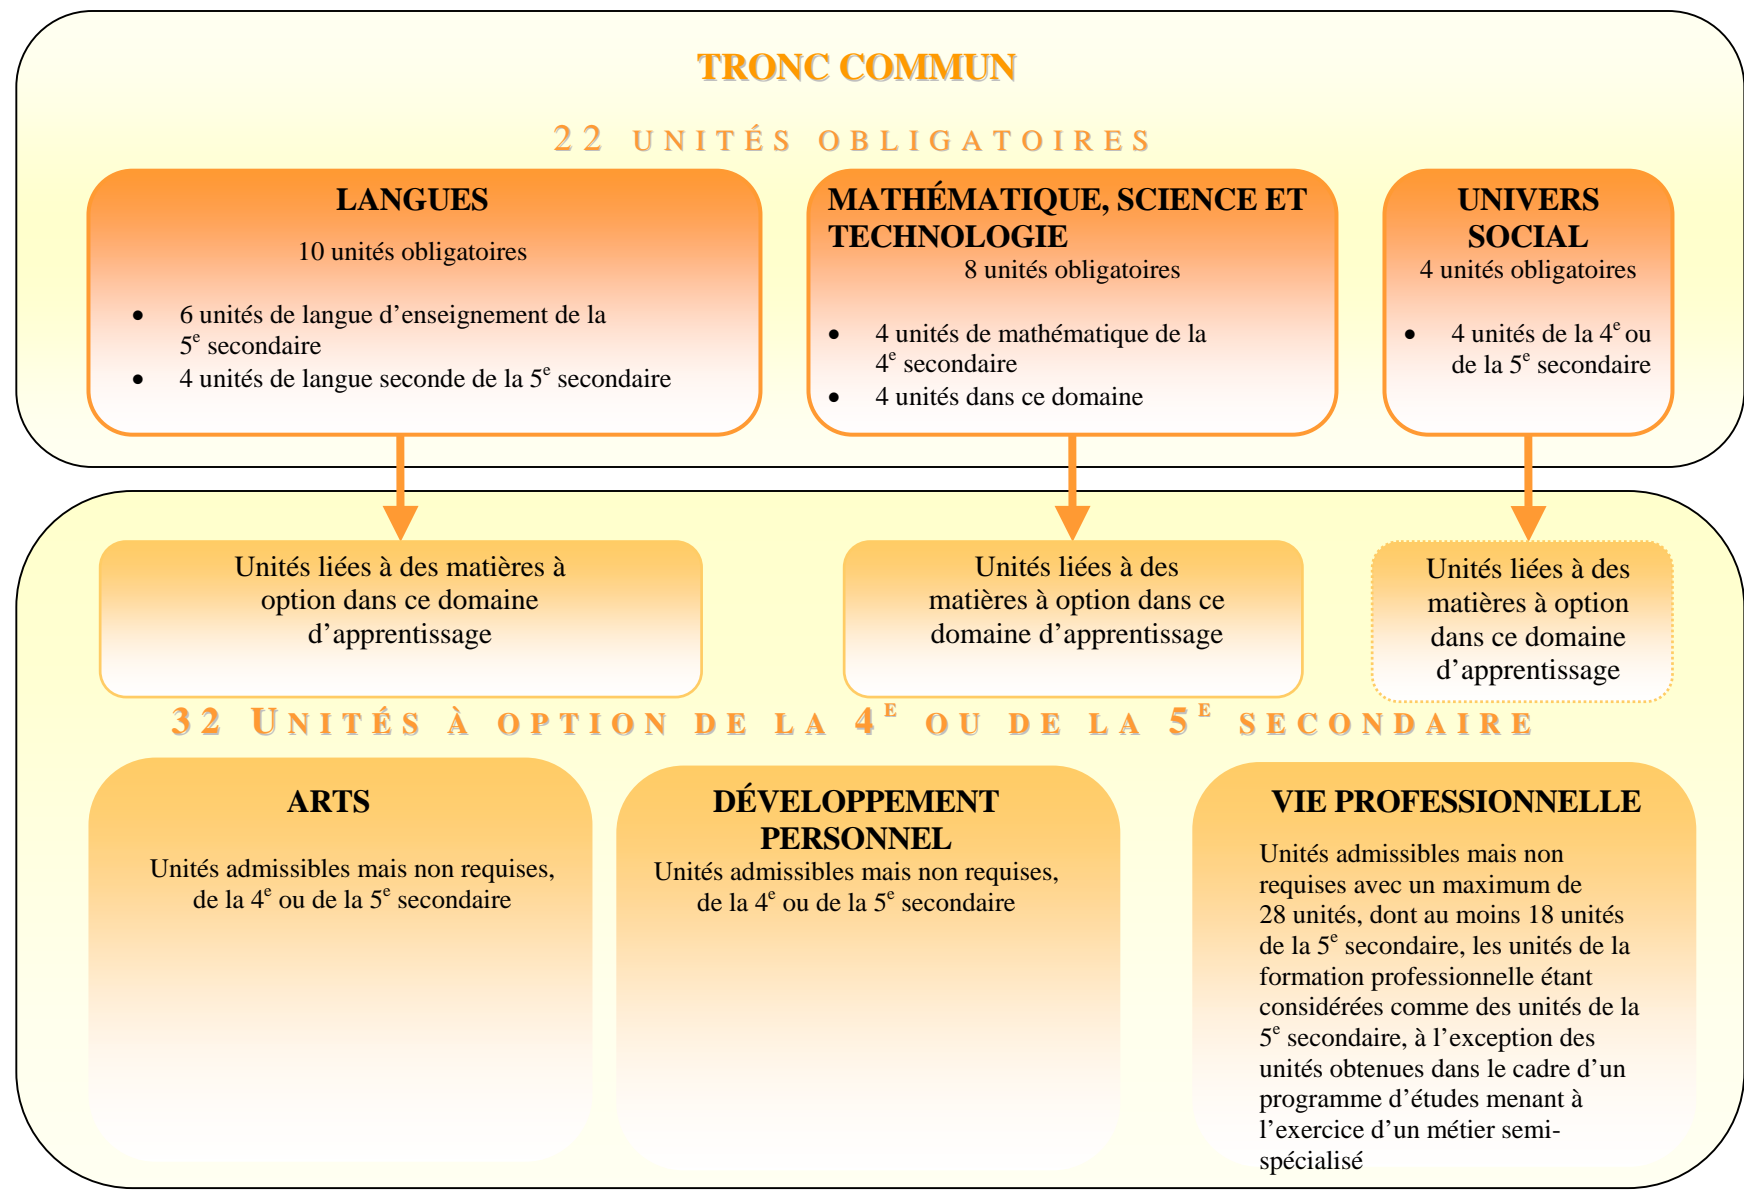 TRONC COMMUN
22 UNITÉS OBLIGATOIRES
LANGUES
10 unités obligatoires
• 6 unités de langue d’enseignement de la
5e secondaire
• 4 unités de langue seconde de la 5e secondaire
MATHÉMATIQUE, SCIENCE ET
TECHNOLOGIE
8 unités obligatoires
• 4 unités de mathématique de la
4e secondaire
• 4 unités dans ce domaine
UNIVERS
SOCIAL
4 unités obligatoires
• 4 unités de la 4e ou
de la 5e secondaire
Unités liées à des matières à
option dans ce domaine
d’apprentissage
Unités liées à des
matières à option dans ce
domaine d’apprentissage
Unités liées à des
matières à option
dans ce domaine
d’apprentissage
32 UNITÉS À OPTION DE LA 4E OU DE LA 5E SECONDAIRE
ARTS
Unités admissibles mais non requises,
de la 4e ou de la 5e secondaire
DÉVELOPPEMENT
PERSONNEL
Unités admissibles mais non requises,
de la 4e ou de la 5e secondaire
VIE PROFESSIONNELLE
Unités admissibles mais non
requises avec un maximum de
28 unités, dont au moins 18 unités
de la 5e secondaire, les unités de la
formation professionnelle étant
considérées comme des unités de la
5e secondaire, à l’exception des
unités obtenues dans le cadre d’un
programme d’études menant à
l’exercice d’un métier semi-
spécialisé